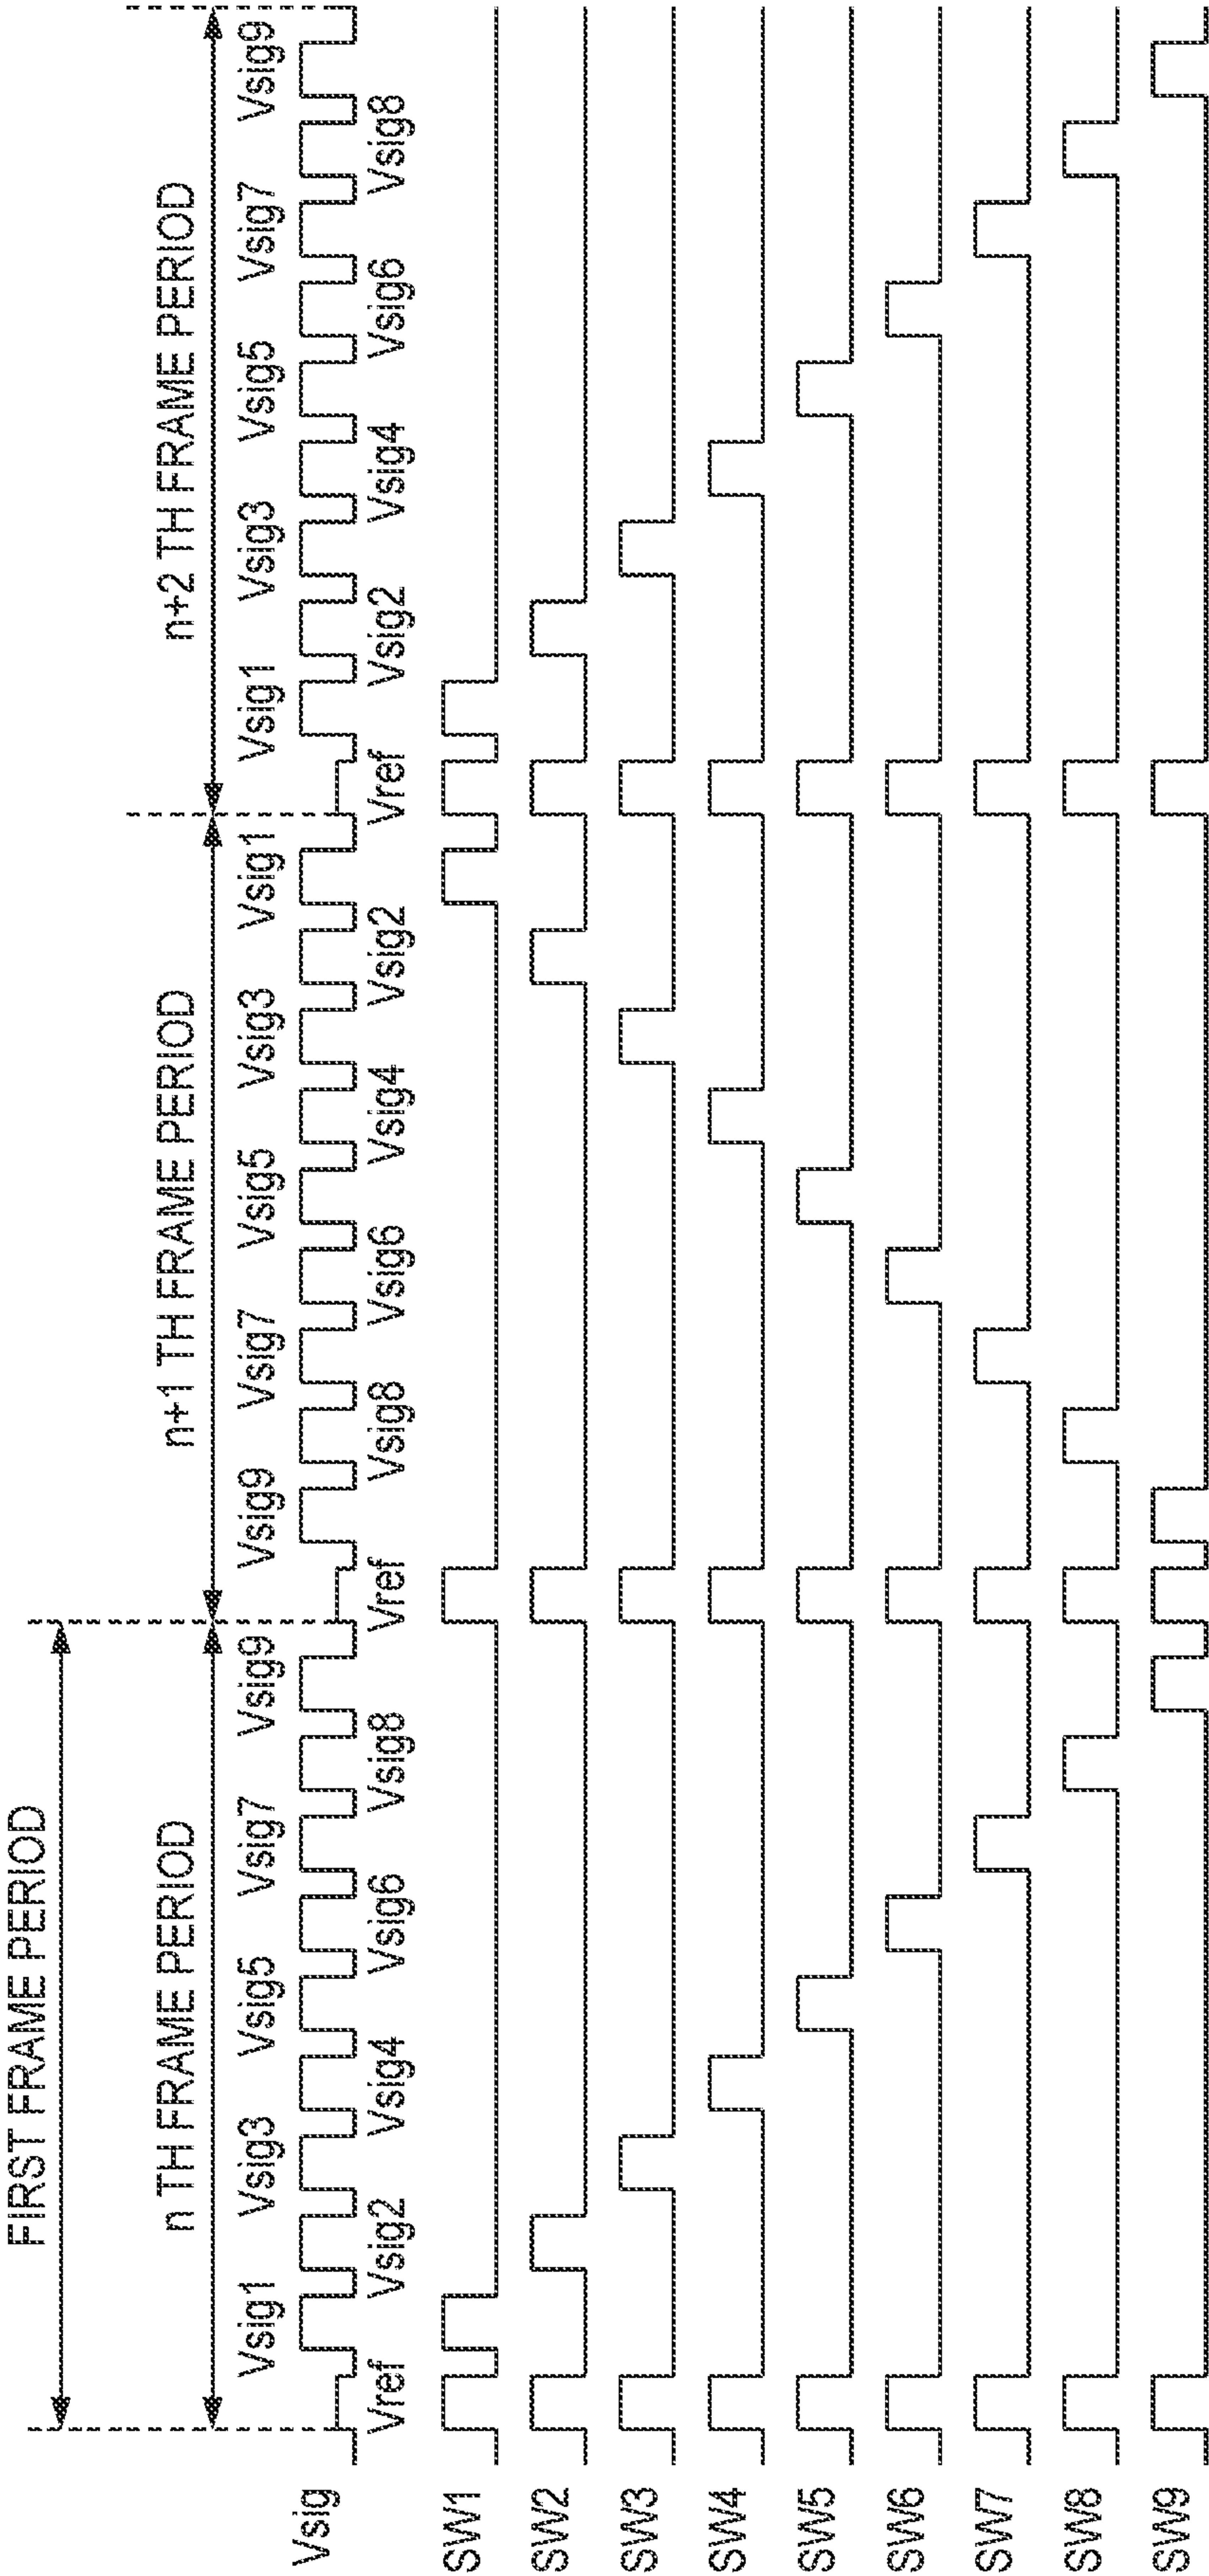 FIRST FRAME PERIOD
n TH FRAME PERIOD n+1 TH FRAME PERIOD n+2 TH FRAME PERIOD
Vsig1 Vsig3 Vsig5 Vsig7 Vsig9 Vsig9 Vsig7 Vsig5 Vsig3 Vsig1 Vsig1 Vsig3 Vsig5 Vsig7 Vsig9
Vsig
Vref Vsig2 Vsig4 Vsig6 Vsig8 Vref Vsig8 Vsig6 Vsig4 Vsig2 Vref Vsig2 Vsig4 Vsig6 Vsig8
SW1
SW2
SW3
SW4
SW5
SW6
SW7
SW8
SW9